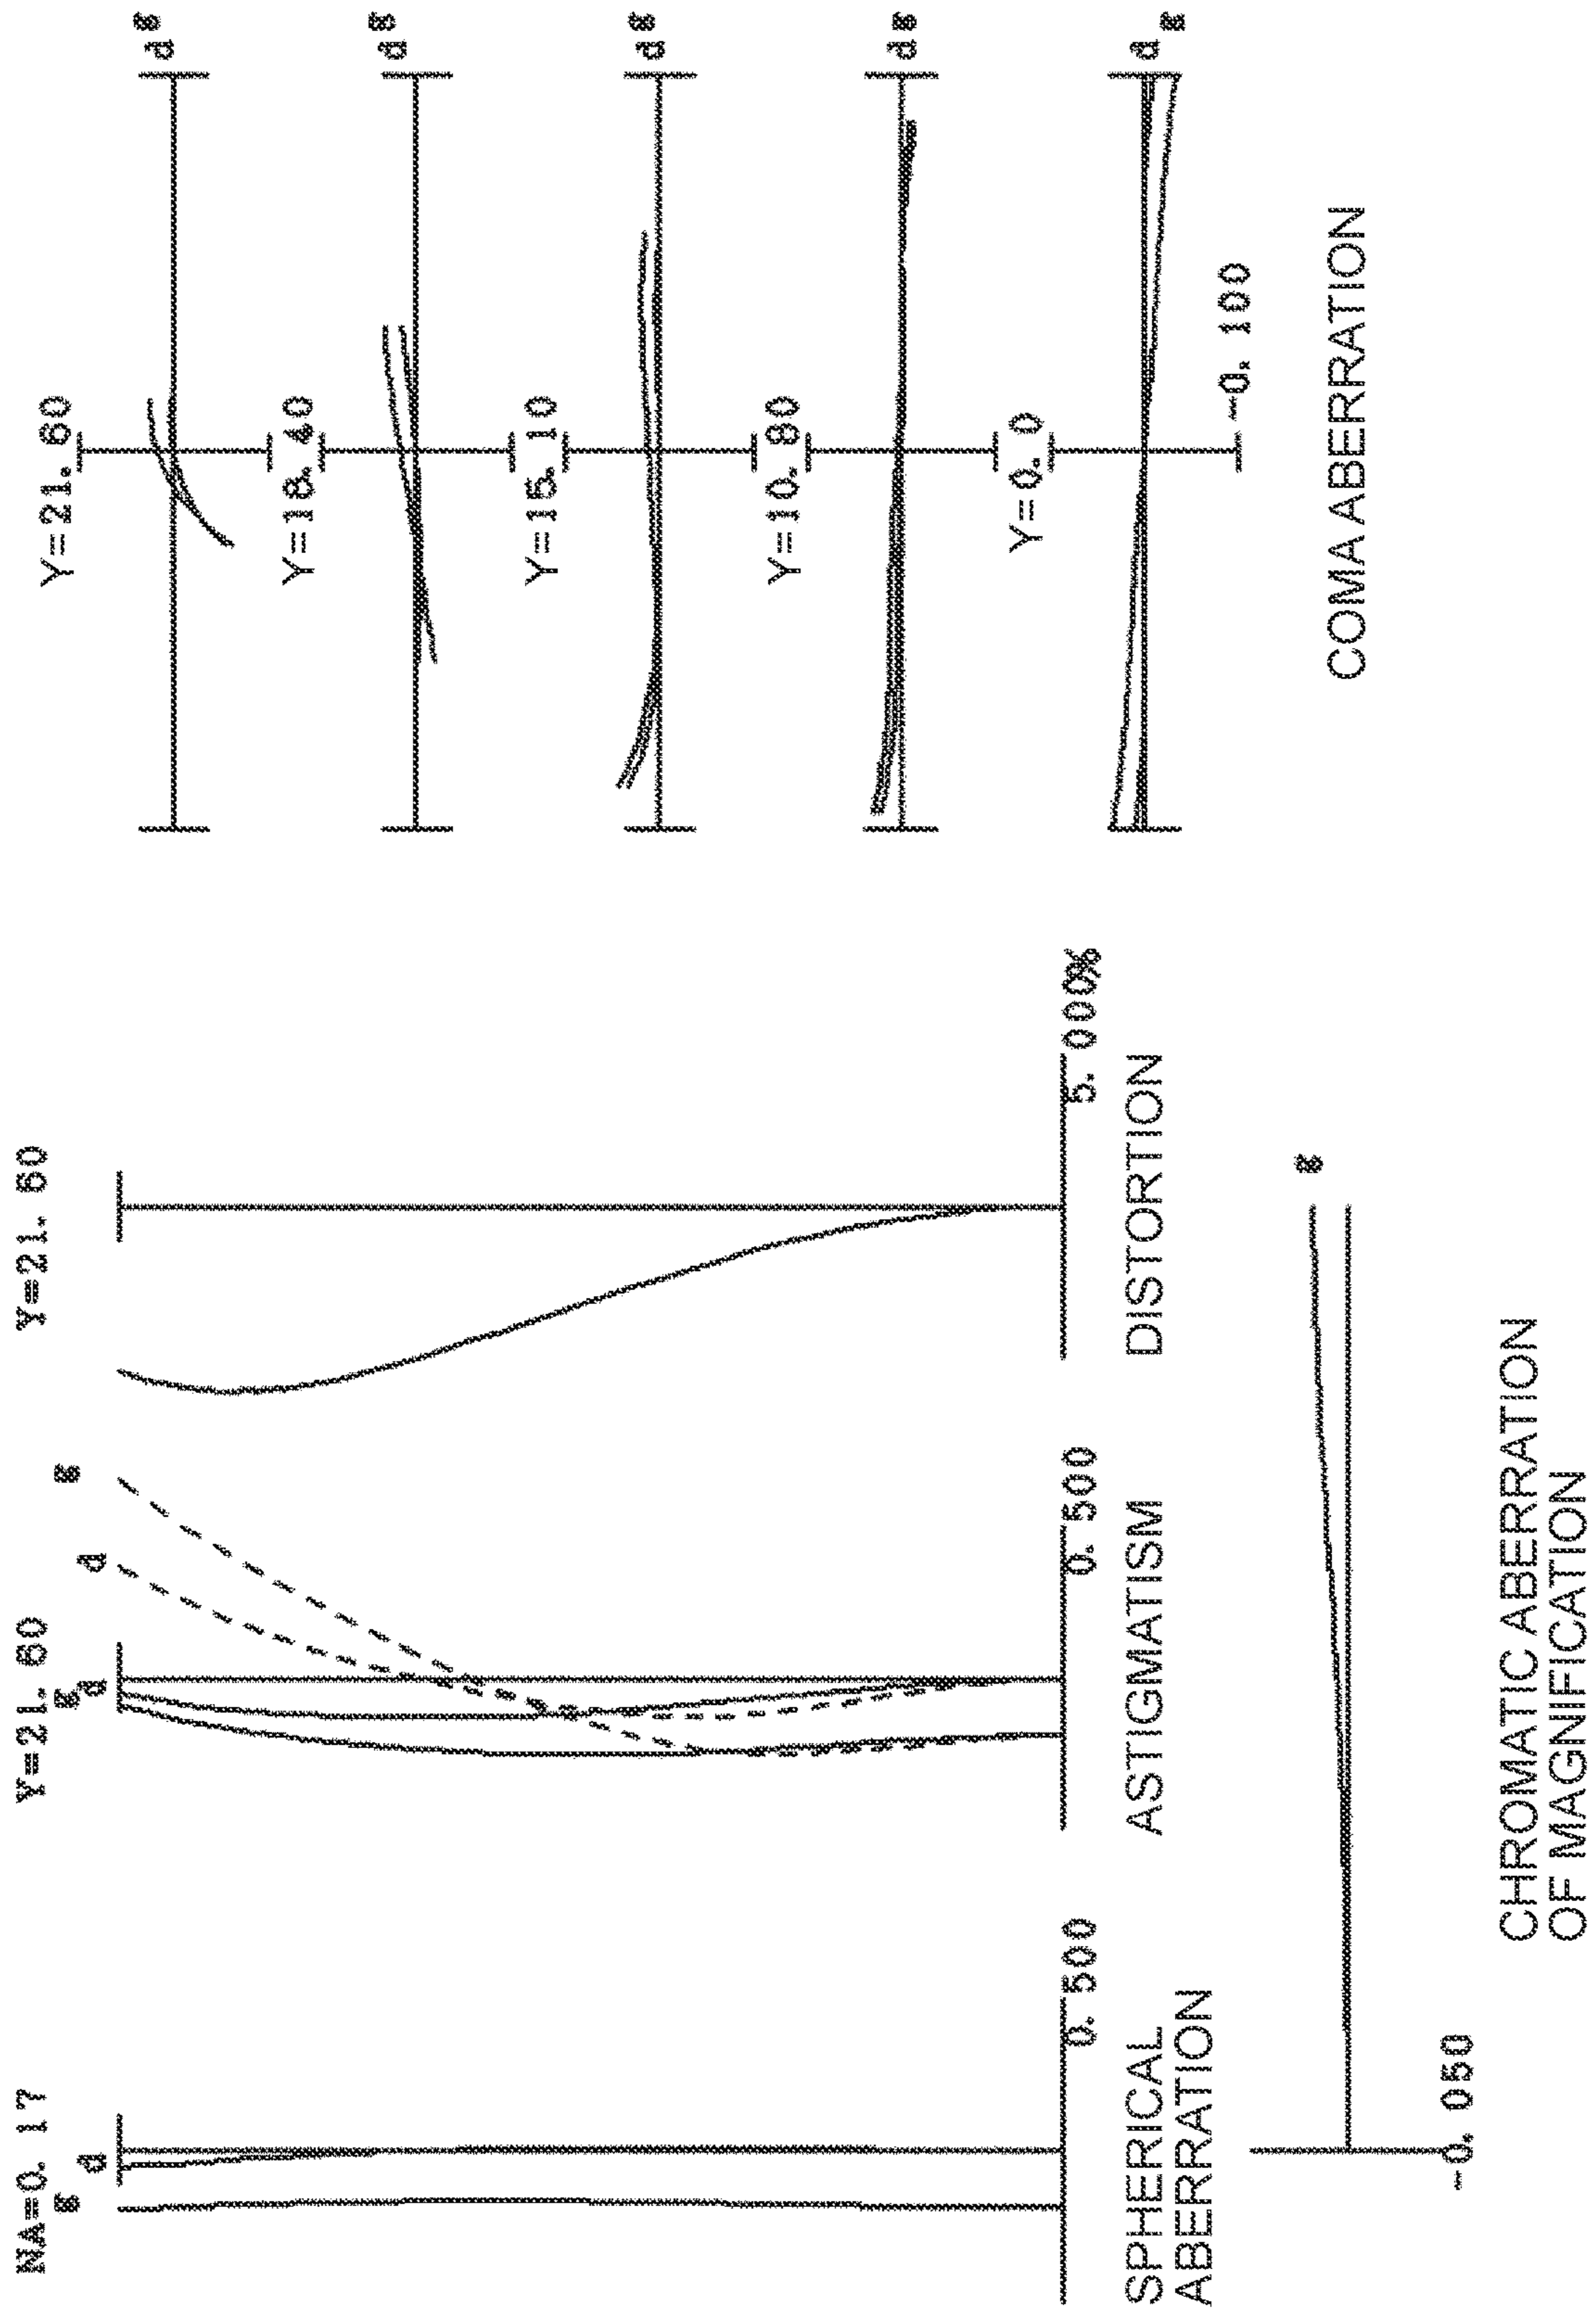 NA=0. 17
g
d
0. 500
SPHERICAL
ABERRATION
Y=21. 60
g
d
d
g
0. 500
ASTIGMATISM
Y=21. 60
5. 000%
DISTORTION
Y=21. 60
d g
Y=18. 40
d g
Y=15. 10
d g
Y=10. 80
d g
Y=0. 0
d
g
-0. 100
COMA ABERRATION
g
-0. 050
CHROMATIC ABERRATION
OF MAGNIFICATION